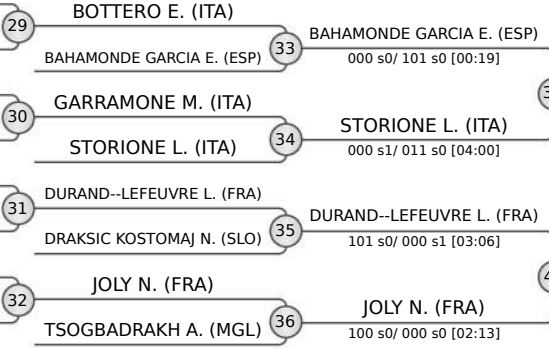 BOTTERO E. (ITA)
29
BAHAMONDE GARCIA E. (ESP)
33
BAHAMONDE GARCIA E. (ESP)
000 s0/ 101 s0 [00:19]
GARRAMONE M. (ITA)
30
STORIONE L. (ITA)
34
STORIONE L. (ITA)
000 s1/ 011 s0 [04:00]
DURAND--LEFEUVRE L. (FRA)
31
DRAKSIC KOSTOMAJ N. (SLO)
35
DURAND--LEFEUVRE L. (FRA)
101 s0/ 000 s1 [03:06]
JOLY N. (FRA)
32
TSOGBADRAKH A. (MGL)
36
JOLY N. (FRA)
100 s0/ 000 s0 [02:13]